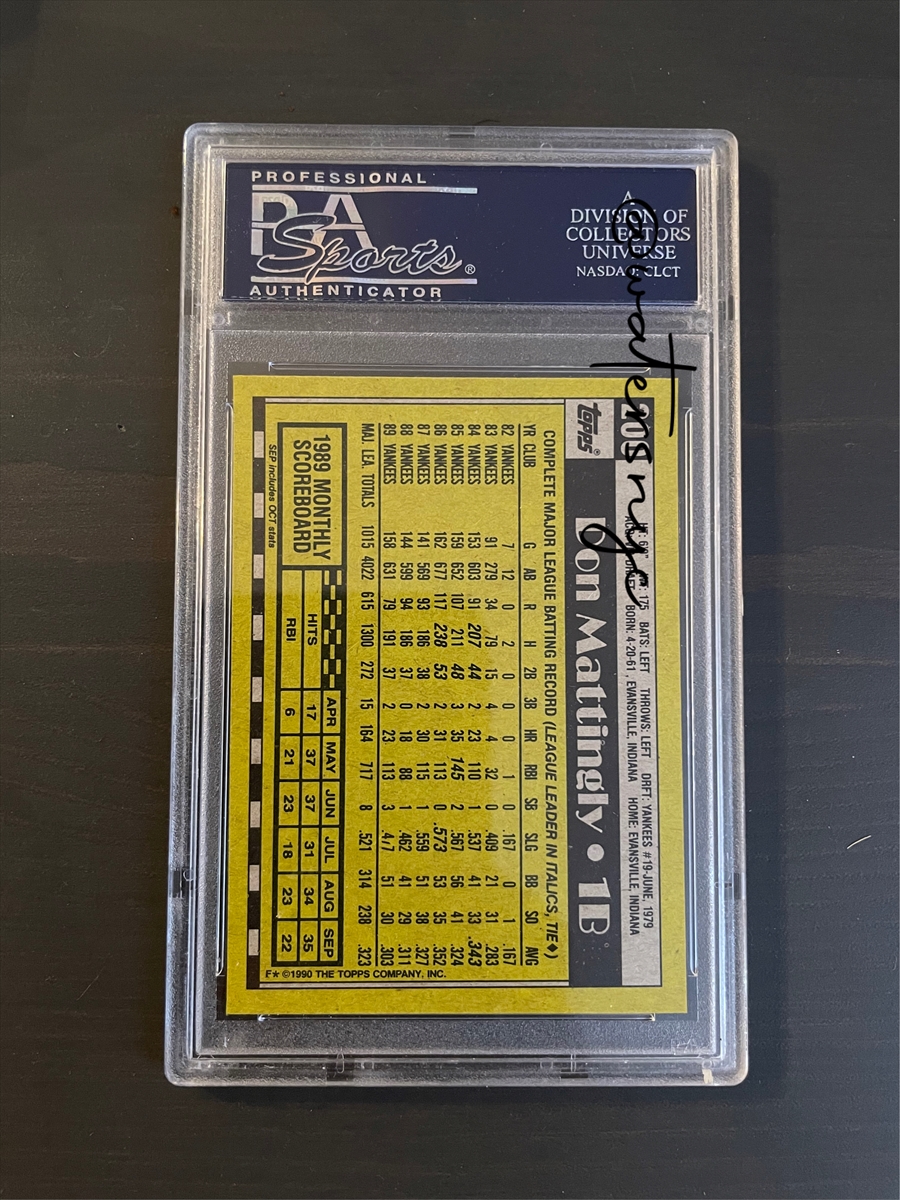 PROFESSIONAL
PSA
Sports®
AUTHENTICATOR
A
DIVISION OF
COLLECTORS
UNIVERSE
NASDAQ: CLCT
@watersnyc
175 BATS: LEFT THROWS: LEFT DRFT: YANKEES #19-JUNE, 1979
BORN: 4-20-61, EVANSVILLE, INDIANA HOME: EVANSVILLE, INDIANA
topps®
Don Mattingly • 1B
COMPLETE MAJOR LEAGUE BATTING RECORD (LEAGUE LEADER IN ITALICS, TIE♦)
YR CLUB G AB R H 2B 3B HR RBI SB SLG BB SO AVG
82 YANKEES 7 12 0 2 0 0 0 1 0 .167 0 1 .167
83 YANKEES 91 279 34 79 15 4 4 32 0 .409 21 31 .283
84 YANKEES 153 603 91 207 44 2 23 110 1 .537 41 33 .343
85 YANKEES 159 652 107 211 48 3 35 145 2 .567 56 41 .324
86 YANKEES 162 677 117 238 53 2 31 113 0 .573 53 35 .352
87 YANKEES 141 569 93 186 38 2 30 115 1 .559 51 38 .327
88 YANKEES 144 599 94 186 37 0 18 88 1 .462 41 29 .311
89 YANKEES 158 631 79 191 37 2 23 113 3 .477 51 30 .303
MAJ. LEA. TOTALS 1015 4022 615 1300 272 15 164 717 8 .521 314 238 .323
1989 MONTHLY
SCOREBOARD
SEP includes OCT stats
APR MAY JUN JUL AUG SEP
HITS 17 37 37 31 34 35
RBI 6 21 23 18 23 22
F★ ©1990 THE TOPPS COMPANY, INC.